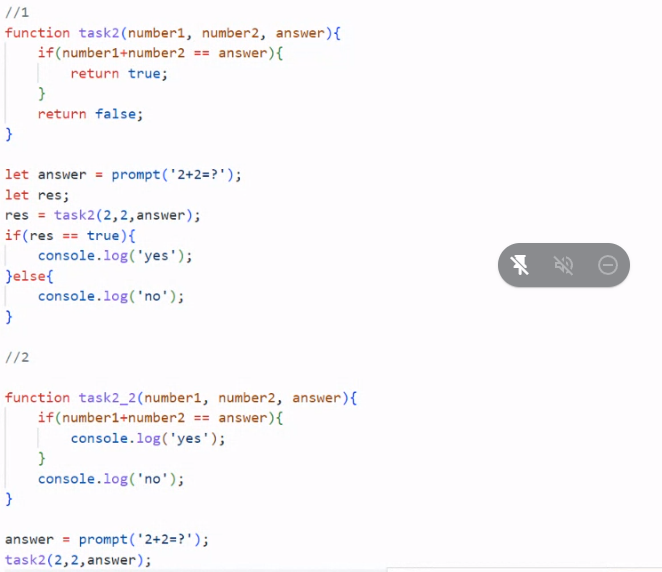 //1
function task2(number1, number2, answer){
    if(number1+number2 == answer){
        return true;
    }
    return false;
}
let answer = prompt('2+2=?');
let res;
res = task2(2,2,answer);
if(res == true){
    console.log('yes');
}else{
    console.log('no');
}
//2
function task2_2(number1, number2, answer){
    if(number1+number2 == answer){
        console.log('yes');
    }
    console.log('no');
}
answer = prompt('2+2=?');
task2(2,2,answer);